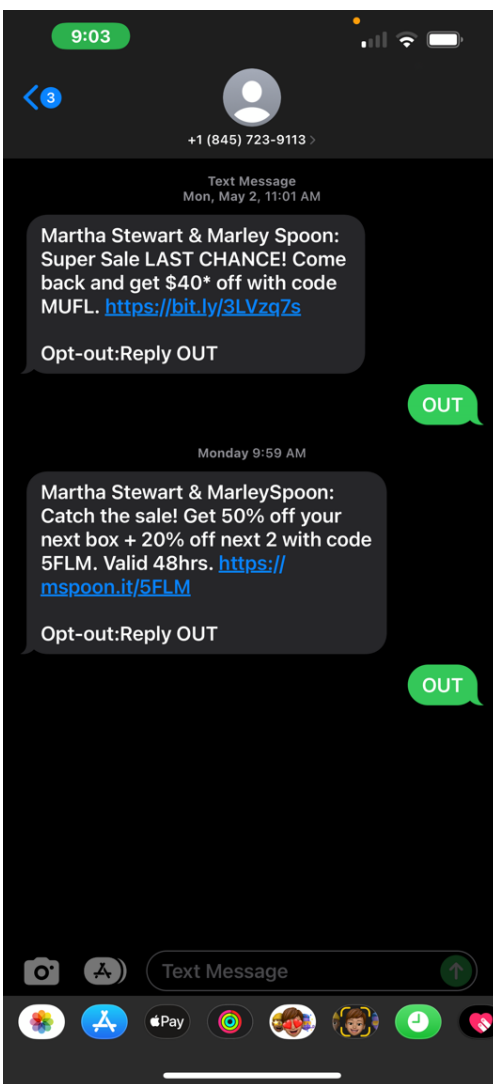 9:03
3
+1 (845) 723-9113
Text Message
Mon, May 2, 11:01 AM
Martha Stewart & Marley Spoon:
Super Sale LAST CHANCE! Come
back and get $40* off with code
MUFL. https://bit.ly/3LVzq7s
Opt-out:Reply OUT
OUT
Monday 9:59 AM
Martha Stewart & MarleySpoon:
Catch the sale! Get 50% off your
next box + 20% off next 2 with code
5FLM. Valid 48hrs. https://
mspoon.it/5FLM
Opt-out:Reply OUT
OUT
Text Message
Pay